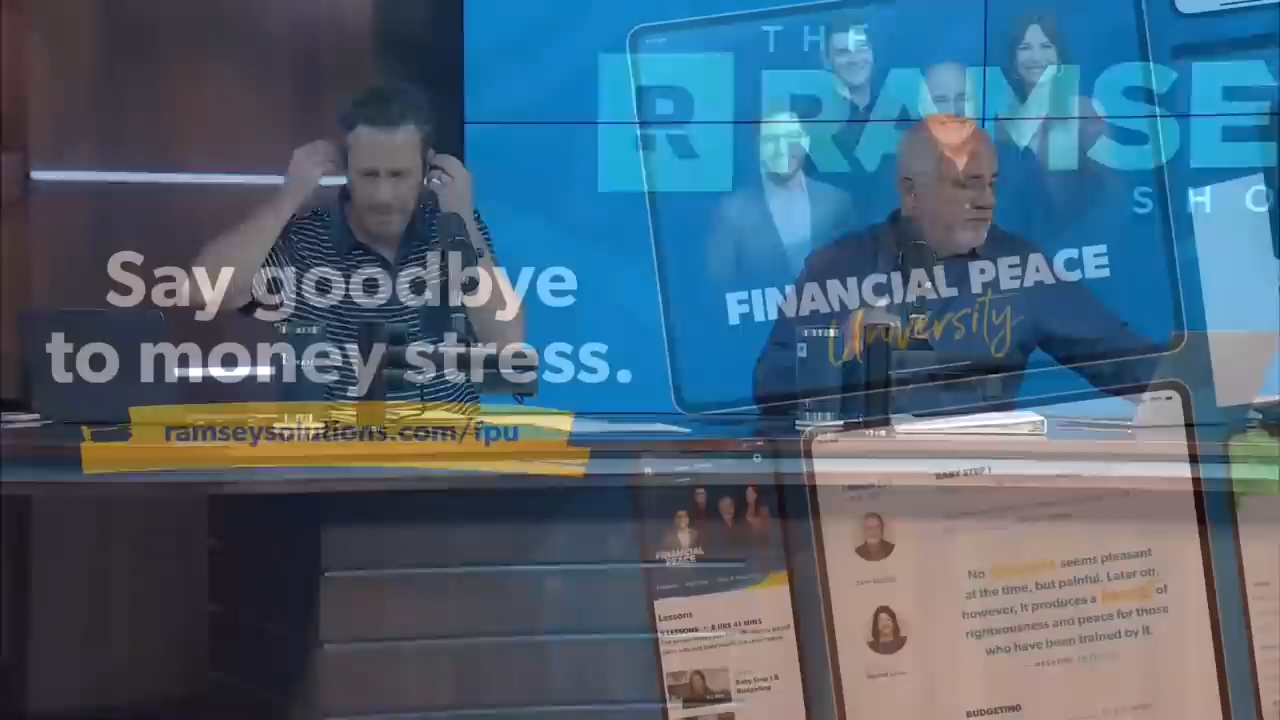 THE
R RAMSE
SHO
Say goodbye
to money stress.
ramseysolutions.com/fpu
FINANCIAL PEACE
University
BABY STEP 1
FINANCIAL
PEACE
Lessons
Baby Step 1 &
Budgeting
No seems pleasant
at the time, but painful. Later on,
however, it produces a of
righteousness and peace for those
who have been trained by it.
BUDGETING